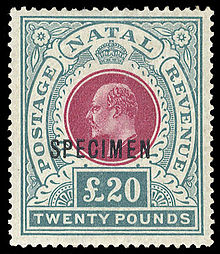 NATAL
POSTAGE
REVENUE
SPECIMEN.
£20
TWENTY POUNDS